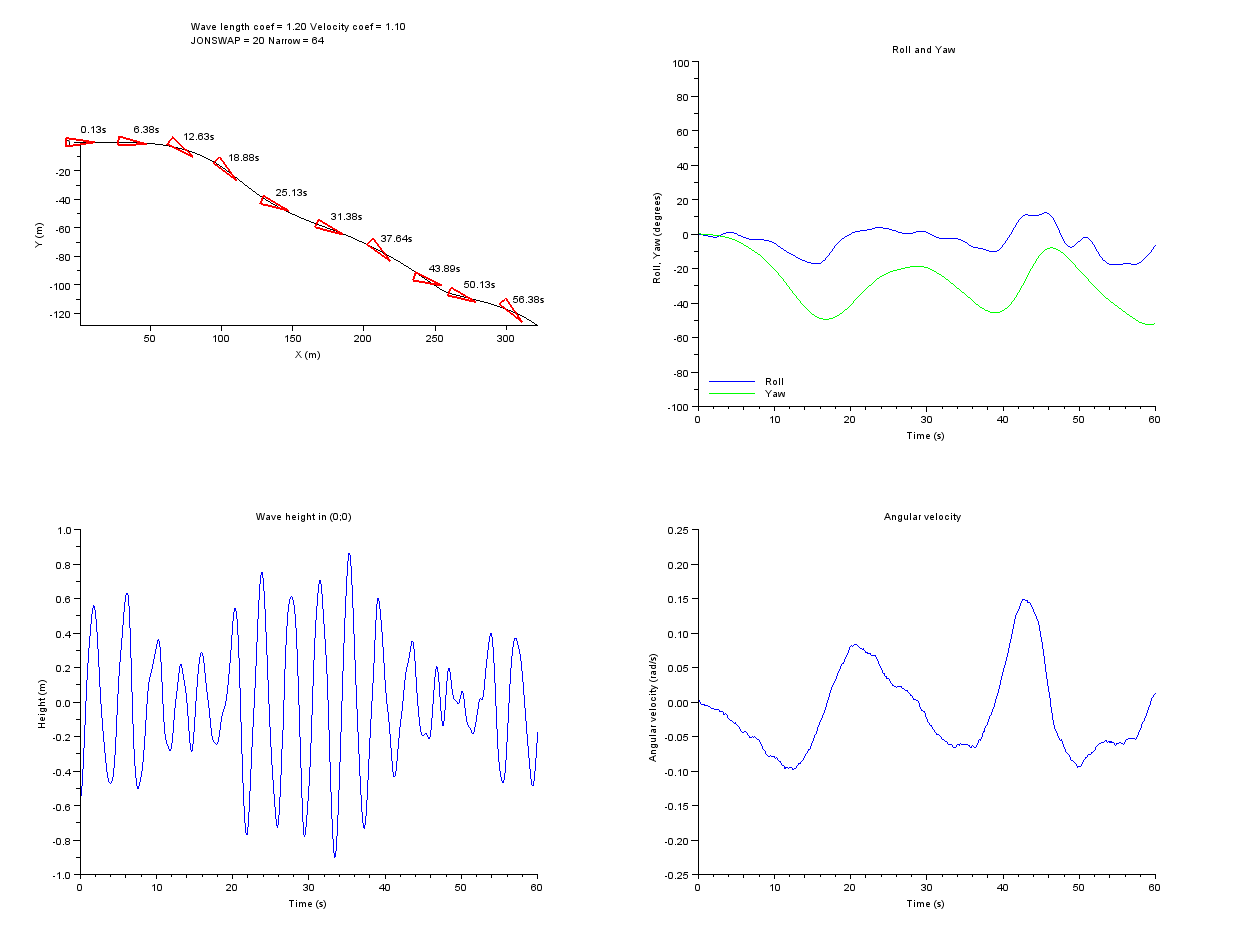 Wave length coef = 1.20 Velocity coef = 1.10
JONSWAP = 20 Narrow = 64
0.13s
6.38s
12.63s
18.88s
25.13s
31.38s
37.64s
43.89s
50.13s
56.38s
0
-20
-40
-60
-80
-100
-120
Y (m)
50
100
150
200
250
300
X (m)
Roll and Yaw
100
80
60
40
20
0
-20
-40
-60
-80
-100
Roll, Yaw (degrees)
Roll
Yaw
0
10
20
30
40
50
60
Time (s)
Wave height in (0;0)
1.0
0.8
0.6
0.4
0.2
0.0
-0.2
-0.4
-0.6
-0.8
-1.0
Height (m)
0
10
20
30
40
50
60
Time (s)
Angular velocity
0.25
0.20
0.15
0.10
0.05
0.00
-0.05
-0.10
-0.15
-0.20
-0.25
Angular velocity (rad/s)
0
10
20
30
40
50
60
Time (s)